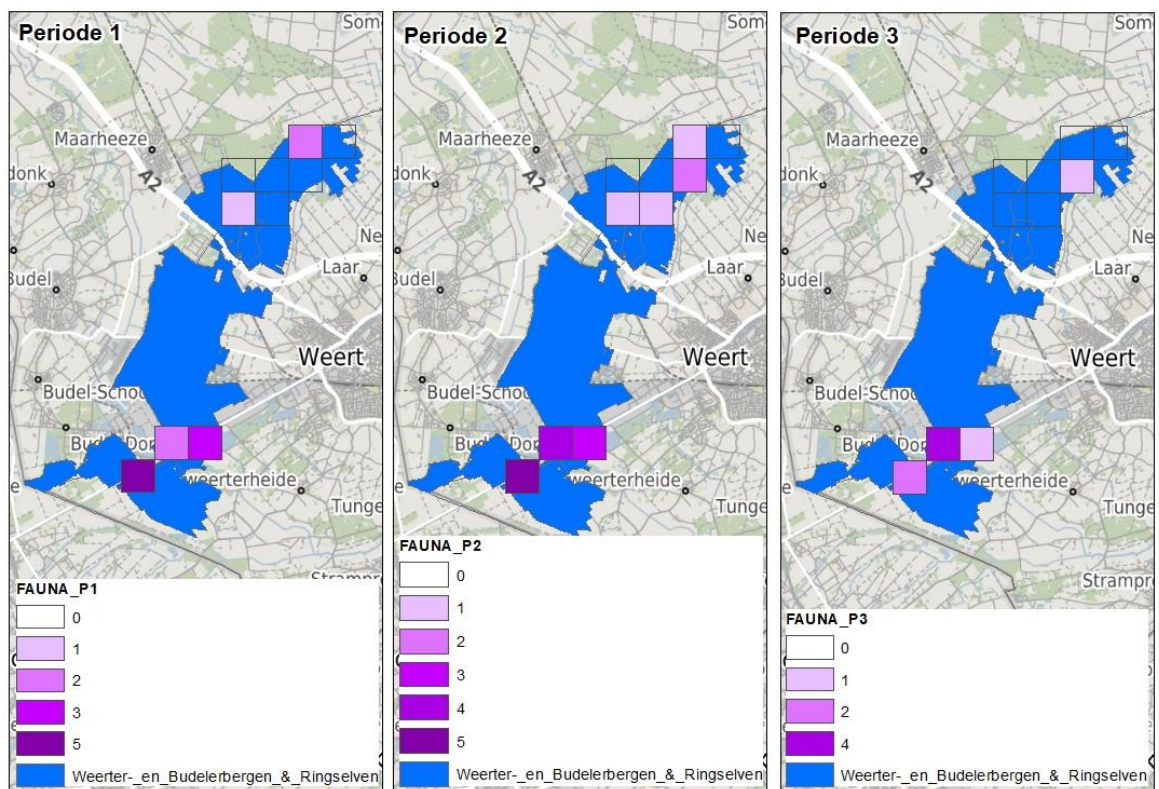 Periode 1
Som
Maarheeze
donk
A2
Ne
Laar
Budel
Weert
Budel-Schoo
Budel-Dor
weerterheide
Tunge
Strampr
FAUNA_P1
0
1
2
3
5
Weerter-_en_Budelerbergen_&_Ringselven
Periode 2
Som
Maarheeze
donk
A2
Ne
Laar
Budel
Weert
Budel-Schoo
Budel-Dor
weerterheide
Tunge
FAUNA_P2
0
1
2
3
4
5
Weerter-_en_Budelerbergen_&_Ringselven
Periode 3
Som
Maarheeze
donk
A2
Ne
Laar
Budel
Weert
Budel-Schoo
Budel-Dor
weerterheide
Tunge
Strampr
FAUNA_P3
0
1
2
4
Weerter-_en_Budelerbergen_&_Ringselven